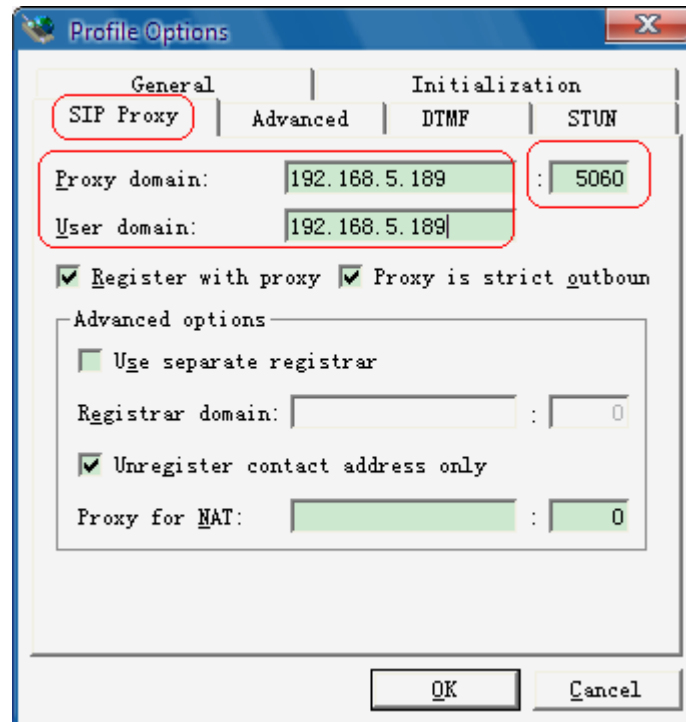 Profile Options
General Initialization
SIP Proxy Advanced DTMF STUN
Proxy domain: 192.168.5.189 : 5060
User domain: 192.168.5.189
Register with proxy Proxy is strict outboun
Advanced options
Use separate registrar
Registrar domain: : 0
Unregister contact address only
Proxy for NAT: : 0
OK Cancel